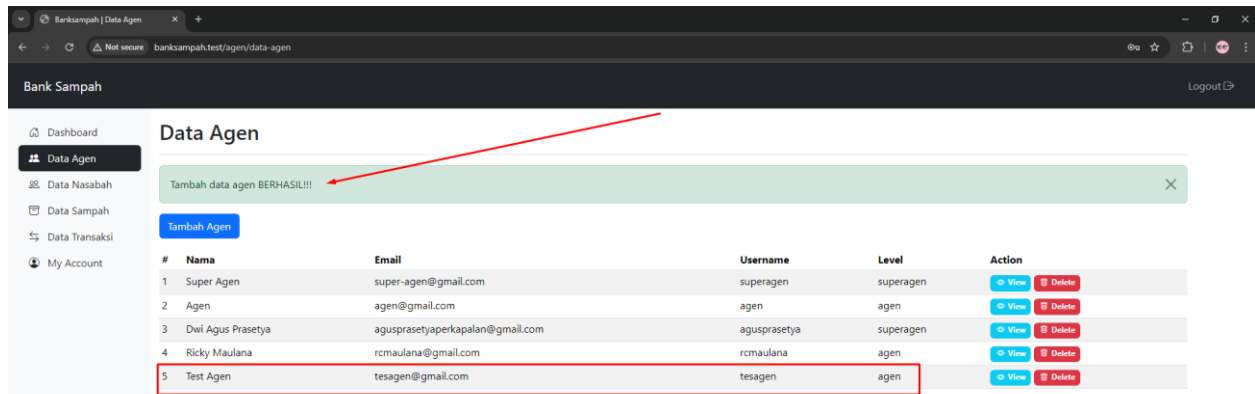 Banksampah | Data Agen
Not secure banksampah.test/agen/data-agen
Bank Sampah
Logout
Dashboard
Data Agen
Data Nasabah
Data Sampah
Data Transaksi
My Account
Data Agen
Tambah data agen BERHASIL!!!
Tambah Agen
# Nama Email Username Level Action
1 Super Agen super-agen@gmail.com superagen superagen View Delete
2 Agen agen@gmail.com agen agen View Delete
3 Dwi Agus Prasetya agusprasetyaperkapalan@gmail.com agusprasetya superagen View Delete
4 Ricky Maulana rcmaulana@gmail.com rcmaulana agen View Delete
5 Test Agen tesagen@gmail.com tesagen agen View Delete